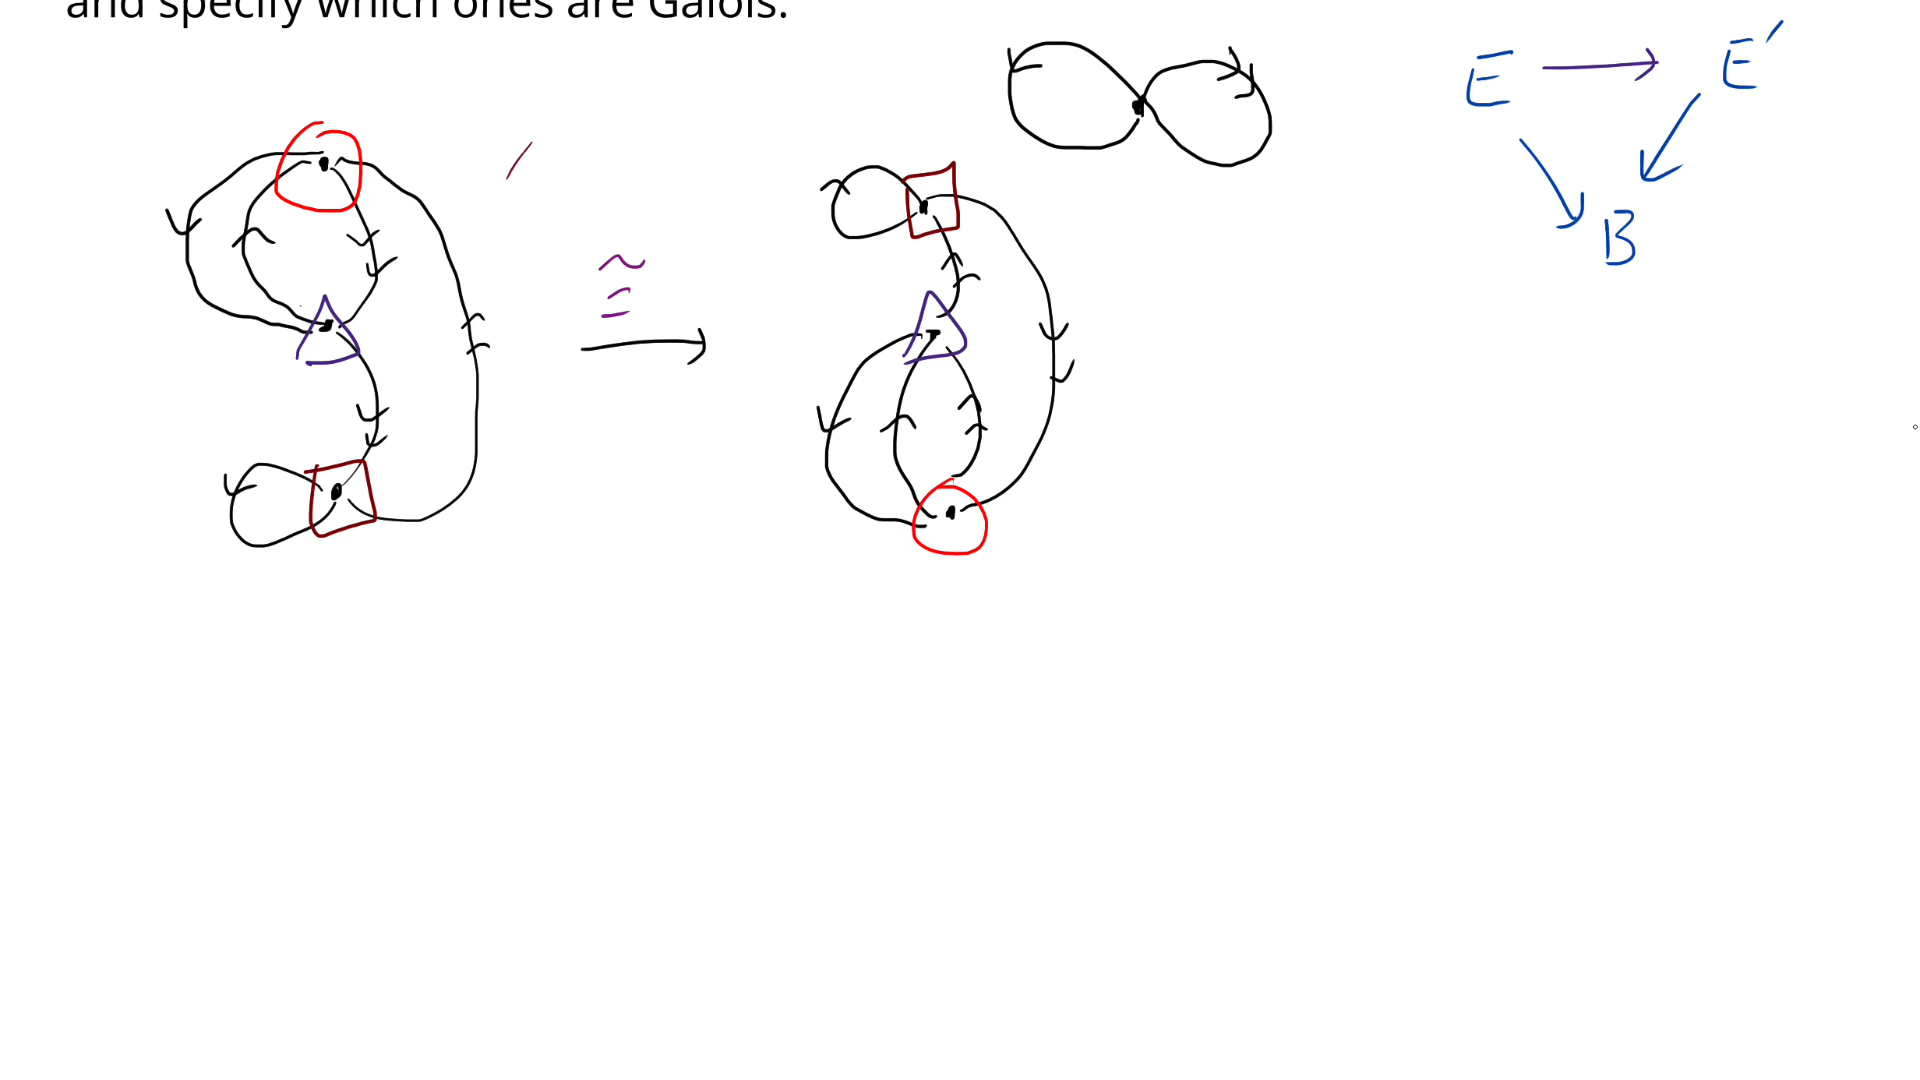 and specify which ones are Galois.
E → E′
≅
B